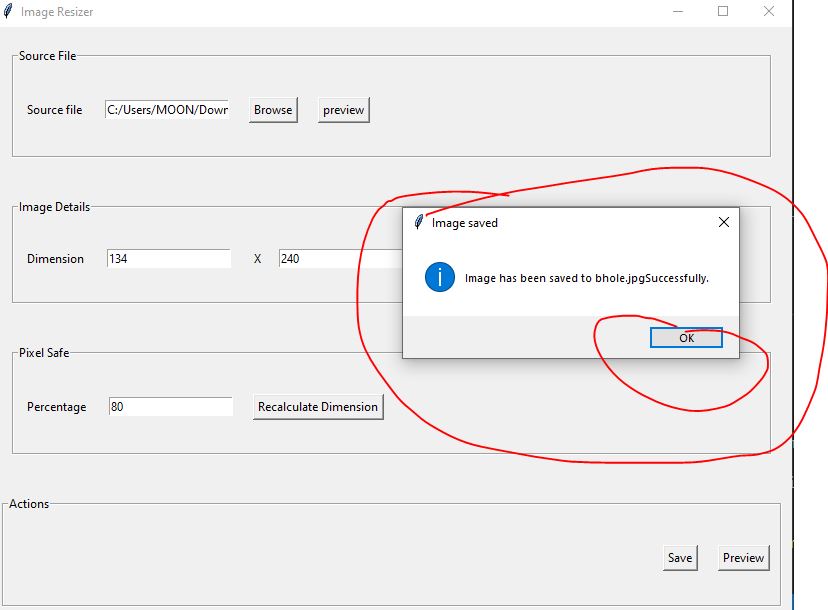 Image Resizer
Source File
Source file C:/Users/MOON/Down Browse preview
Image Details
Dimension 134 X 240
Image saved
Image has been saved to bhole.jpgSuccessfully.
OK
Pixel Safe
Percentage 80 Recalculate Dimension
Actions
Save Preview